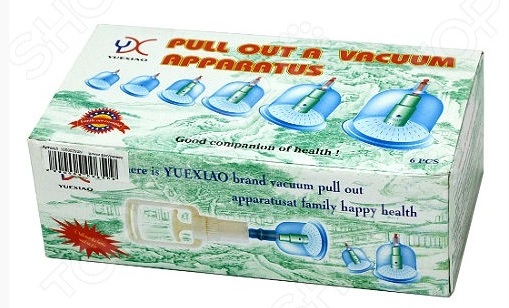 YX
YUEXIAO
PULL OUT A VACUUM
APPARATUS
Good companion of health !
6 PCS
YUEXIAO
here is YUEXIAO brand vacuum pull out
apparatusat family happy health